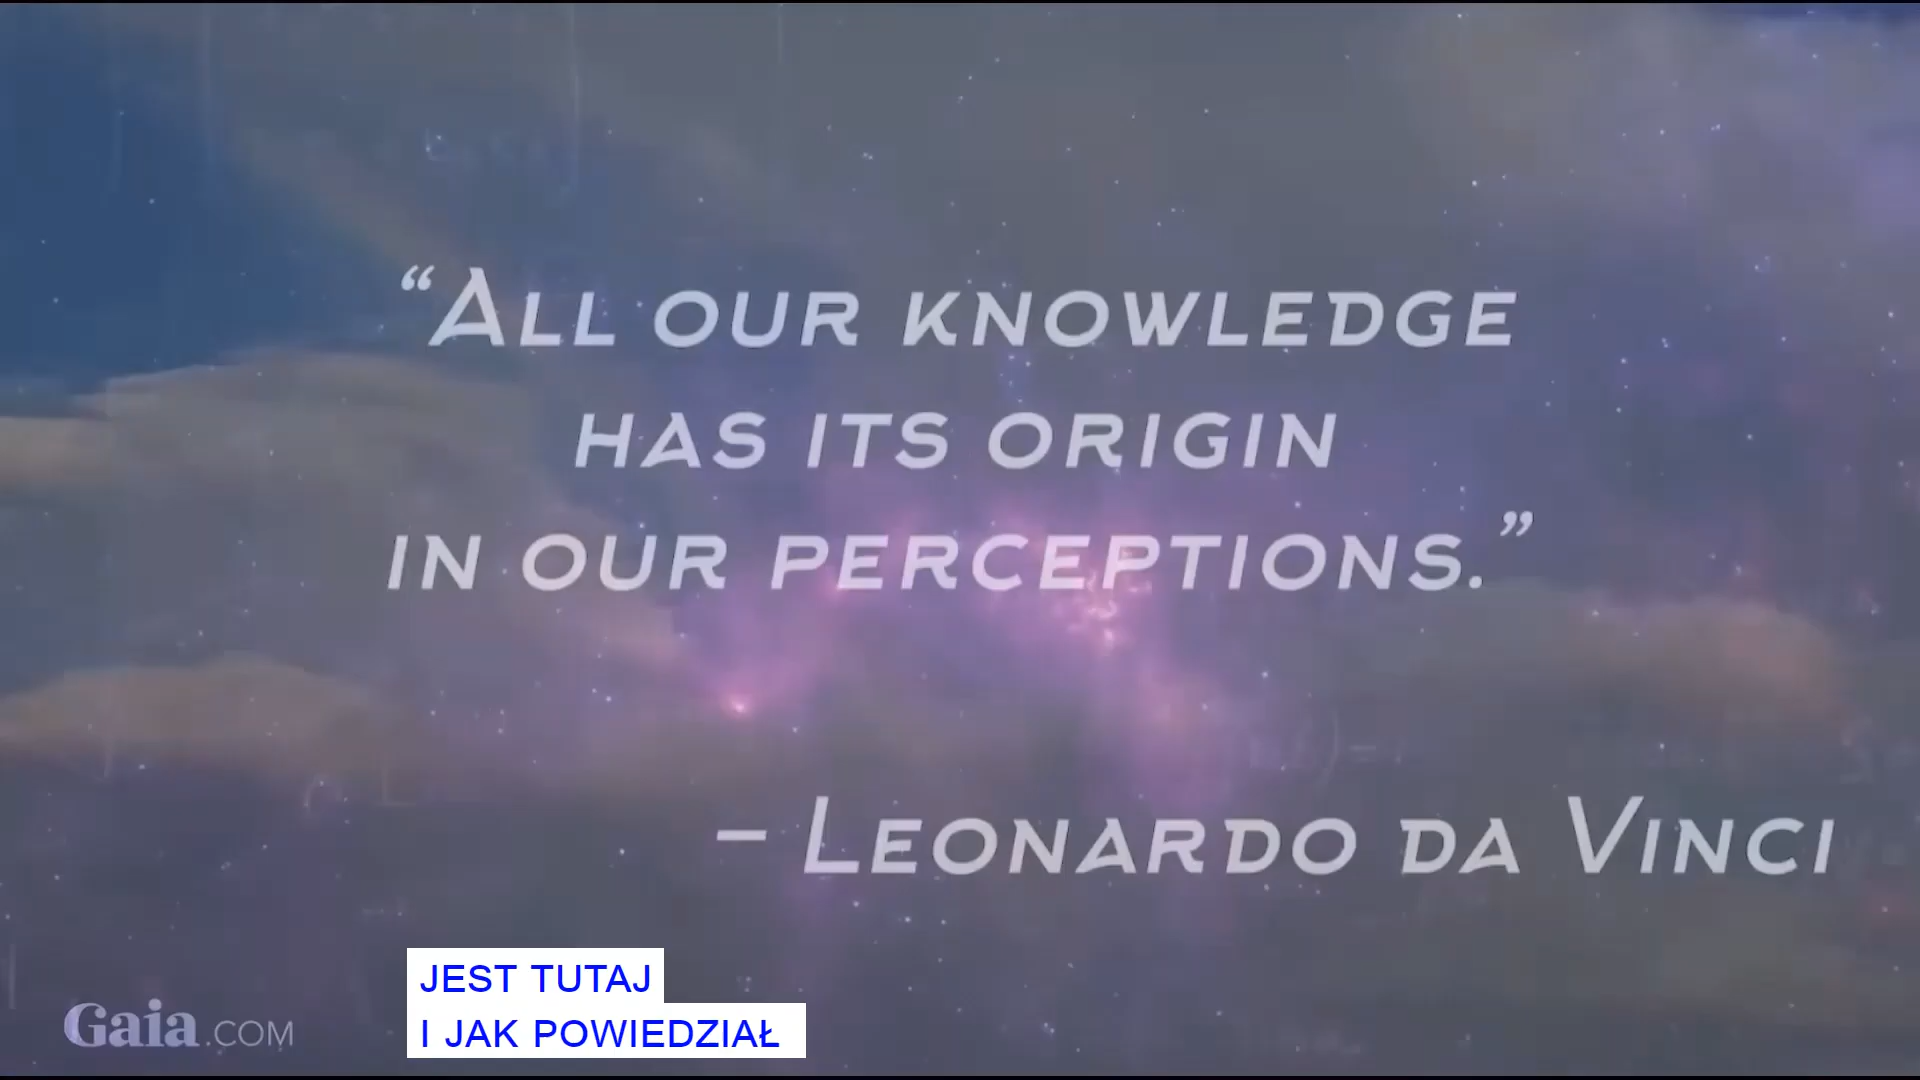 “All our knowledge
has its origin
in our perceptions.”
– Leonardo da Vinci
JEST TUTAJ
I JAK POWIEDZIAŁ
Gaia.com